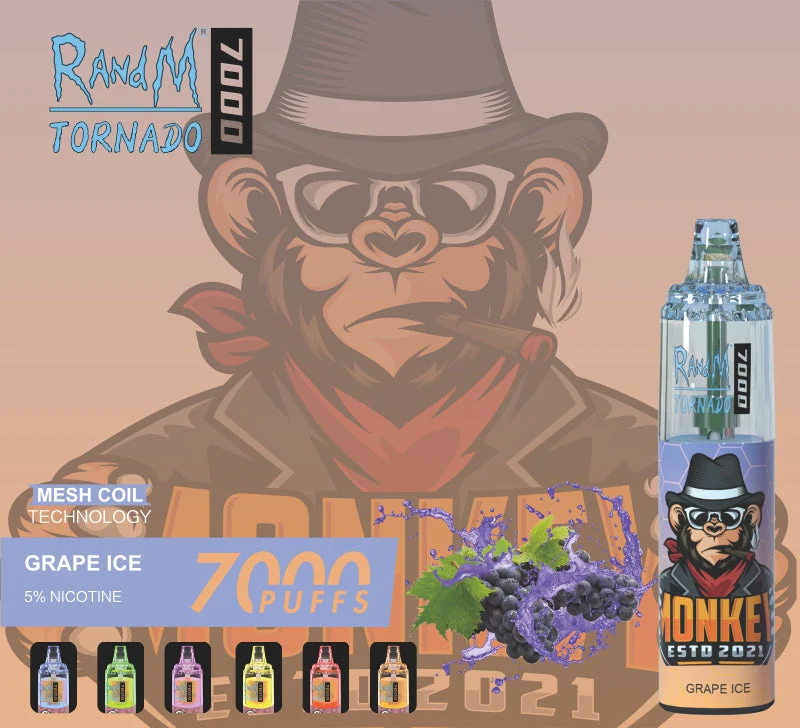 RANDM®
TORNADO
7000
MESH COIL
TECHNOLOGY
GRAPE ICE
5% NICOTINE
7000
PUFFS
MONKEY
ESTD 2021
RANDM
TORNADO
7000
MONKEY
ESTD 2021
GRAPE ICE